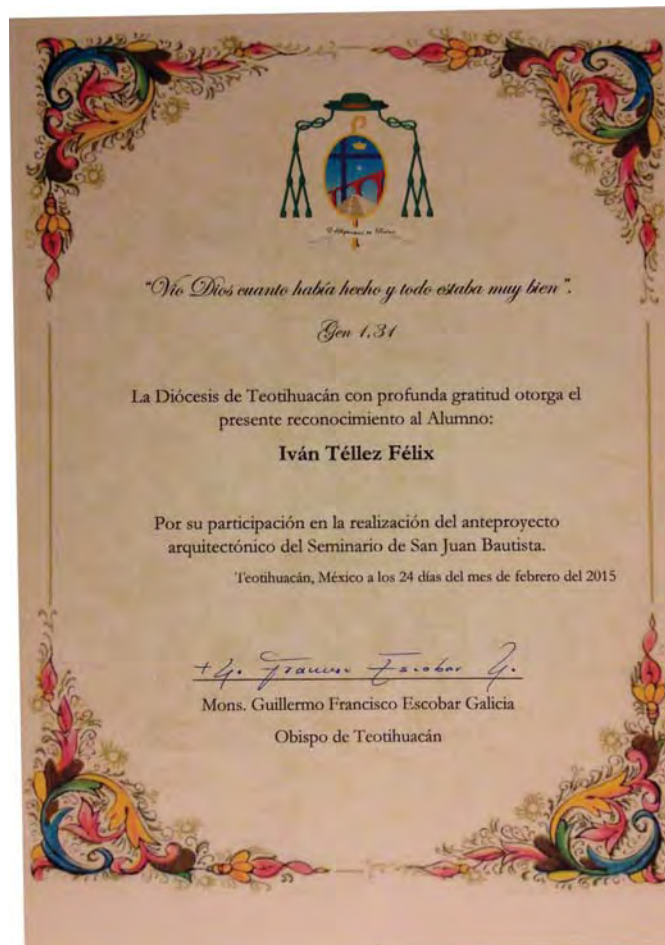 "Vio Dios cuanto había hecho y todo estaba muy bien".
Gen 1,31
La Diócesis de Teotihuacán con profunda gratitud otorga el
presente reconocimiento al Alumno:
Iván Téllez Félix
Por su participación en la realización del anteproyecto
arquitectónico del Seminario de San Juan Bautista.
Teotihuacán, México a los 24 días del mes de febrero del 2015
Francisco Escobar G.
Mons. Guillermo Francisco Escobar Galicia
Obispo de Teotihuacán